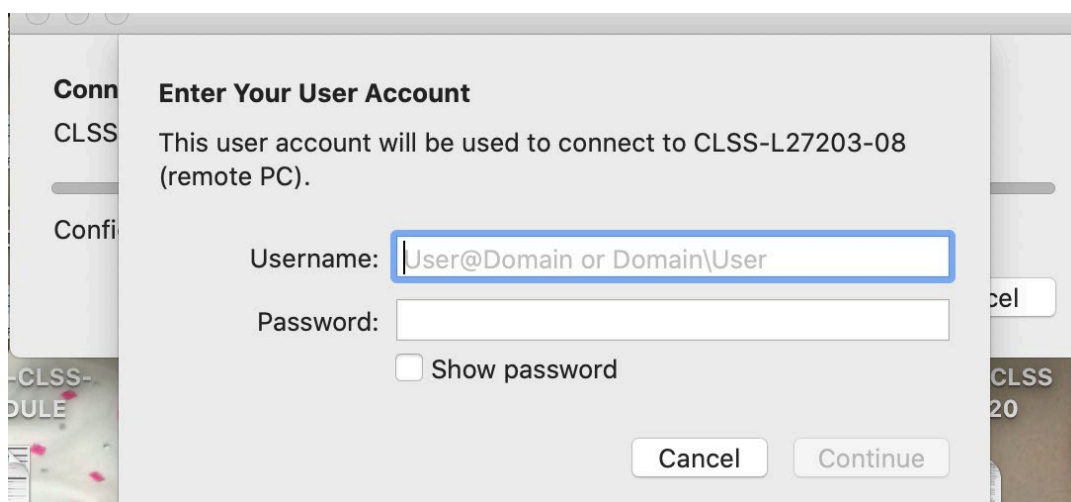 Conn
Enter Your User Account
CLSS
This user account will be used to connect to CLSS-L27203-08
(remote PC).
Confi
Username: User@Domain or Domain\User
Password:
cel
Show password
-CLSS-
DULE
CLSS
20
Cancel Continue